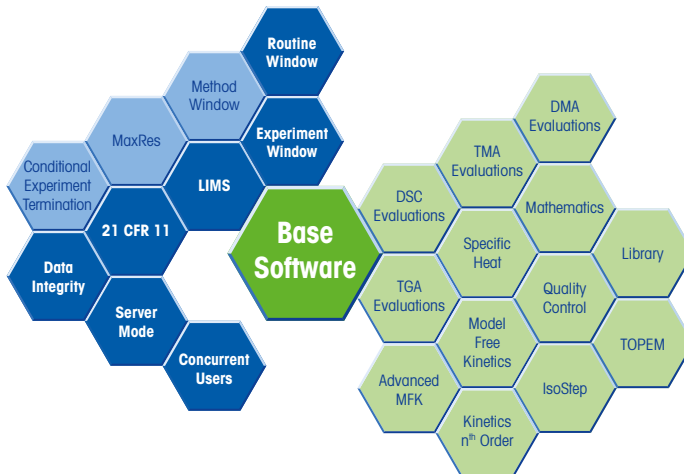 Routine
Window
Method
Window
Experiment
Window
MaxRes
LIMS
Conditional
Experiment
Termination
21 CFR 11
Data
Integrity
Server
Mode
Concurrent
Users
Base
Software
DMA
Evaluations
TMA
Evaluations
DSC
Evaluations
Mathematics
Specific
Heat
Library
TGA
Evaluations
Quality
Control
Model
Free
Kinetics
TOPEM
Advanced
MFK
IsoStep
Kinetics
nth Order